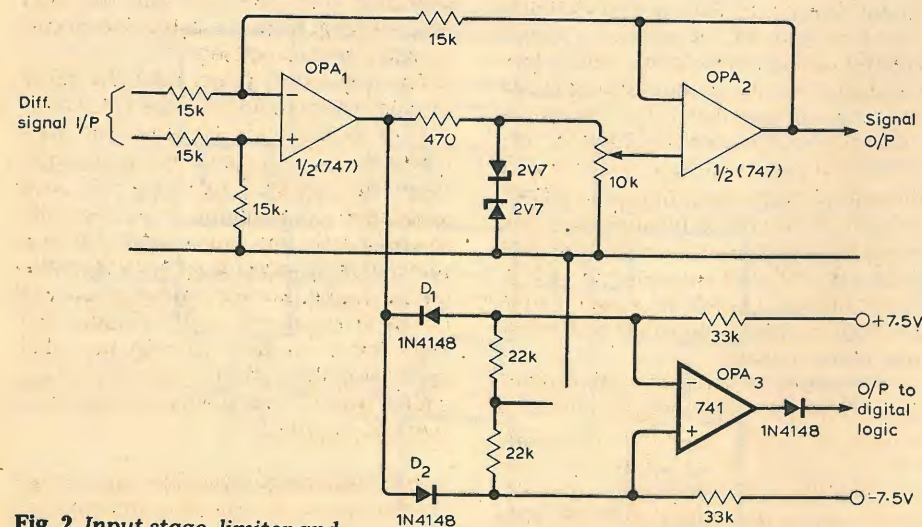 15k
OPA1
OPA2
Diff.
signal I/P
15k
15k
−
+
1/2(747)
470
2V7
2V7
10k
1/2(747)
Signal
O/P
15k
D1
1N4148
33k
+7.5V
22k
OPA3
−
741
+
O/P to
digital
logic
1N4148
22k
D2
1N4148
33k
−7.5V
Fig. 2 Input stage, limiter and